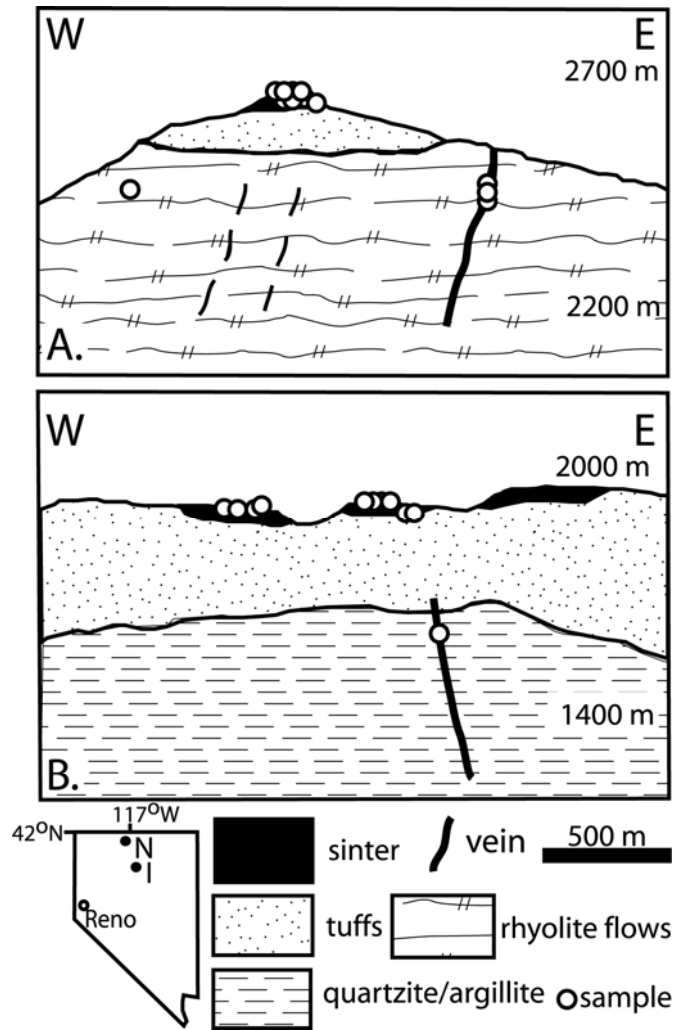 W E
2700 m
2200 m
A.
W E
2000 m
1400 m
B.
117°W
42°N
N
I
Reno
sinter
vein
500 m
tuffs
rhyolite flows
quartzite/argillite
sample